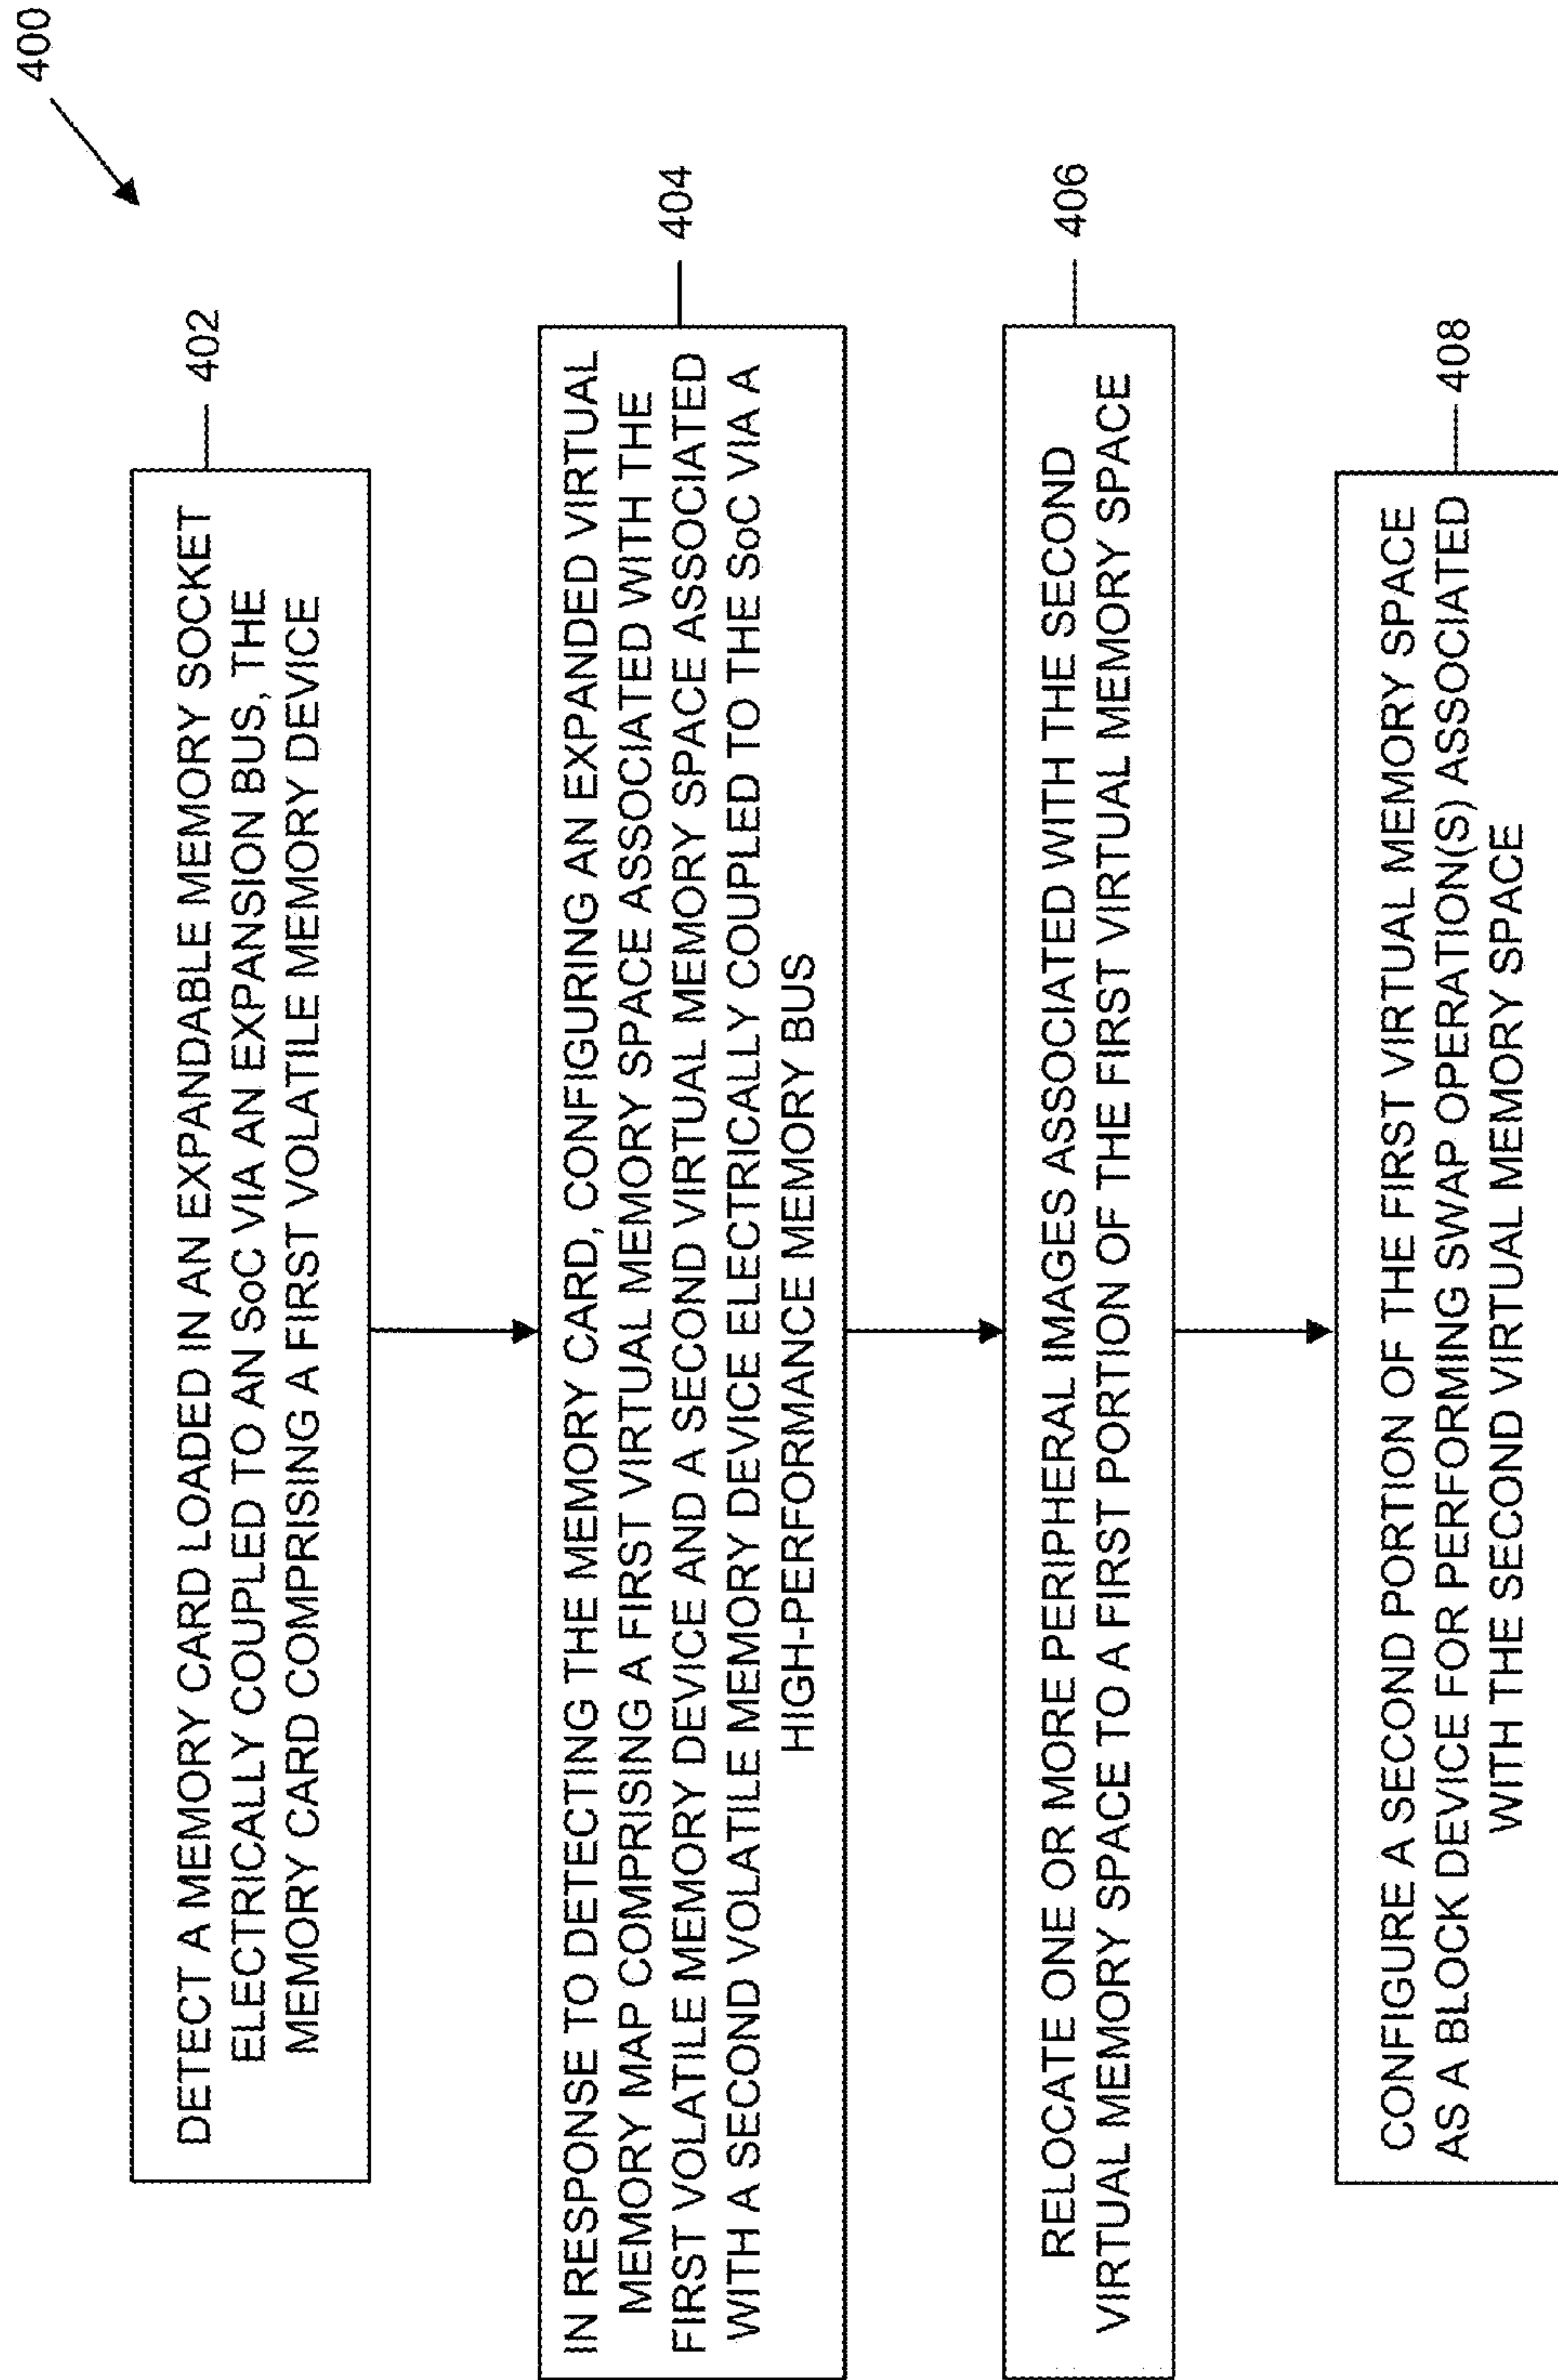 400
DETECT A MEMORY CARD LOADED IN AN EXPANDABLE MEMORY SOCKET
ELECTRICALLY COUPLED TO AN SoC VIA AN EXPANSION BUS, THE
MEMORY CARD COMPRISING A FIRST VOLATILE MEMORY DEVICE
402
IN RESPONSE TO DETECTING THE MEMORY CARD, CONFIGURING AN EXPANDED VIRTUAL
MEMORY MAP COMPRISING A FIRST VIRTUAL MEMORY SPACE ASSOCIATED WITH THE
FIRST VOLATILE MEMORY DEVICE AND A SECOND VIRTUAL MEMORY SPACE ASSOCIATED
WITH A SECOND VOLATILE MEMORY DEVICE ELECTRICALLY COUPLED TO THE SoC VIA A
HIGH-PERFORMANCE MEMORY BUS
404
RELOCATE ONE OR MORE PERIPHERAL IMAGES ASSOCIATED WITH THE SECOND
VIRTUAL MEMORY SPACE TO A FIRST PORTION OF THE FIRST VIRTUAL MEMORY SPACE
406
CONFIGURE A SECOND PORTION OF THE FIRST VIRTUAL MEMORY SPACE
AS A BLOCK DEVICE FOR PERFORMING SWAP OPERATION(S) ASSOCIATED
WITH THE SECOND VIRTUAL MEMORY SPACE
408